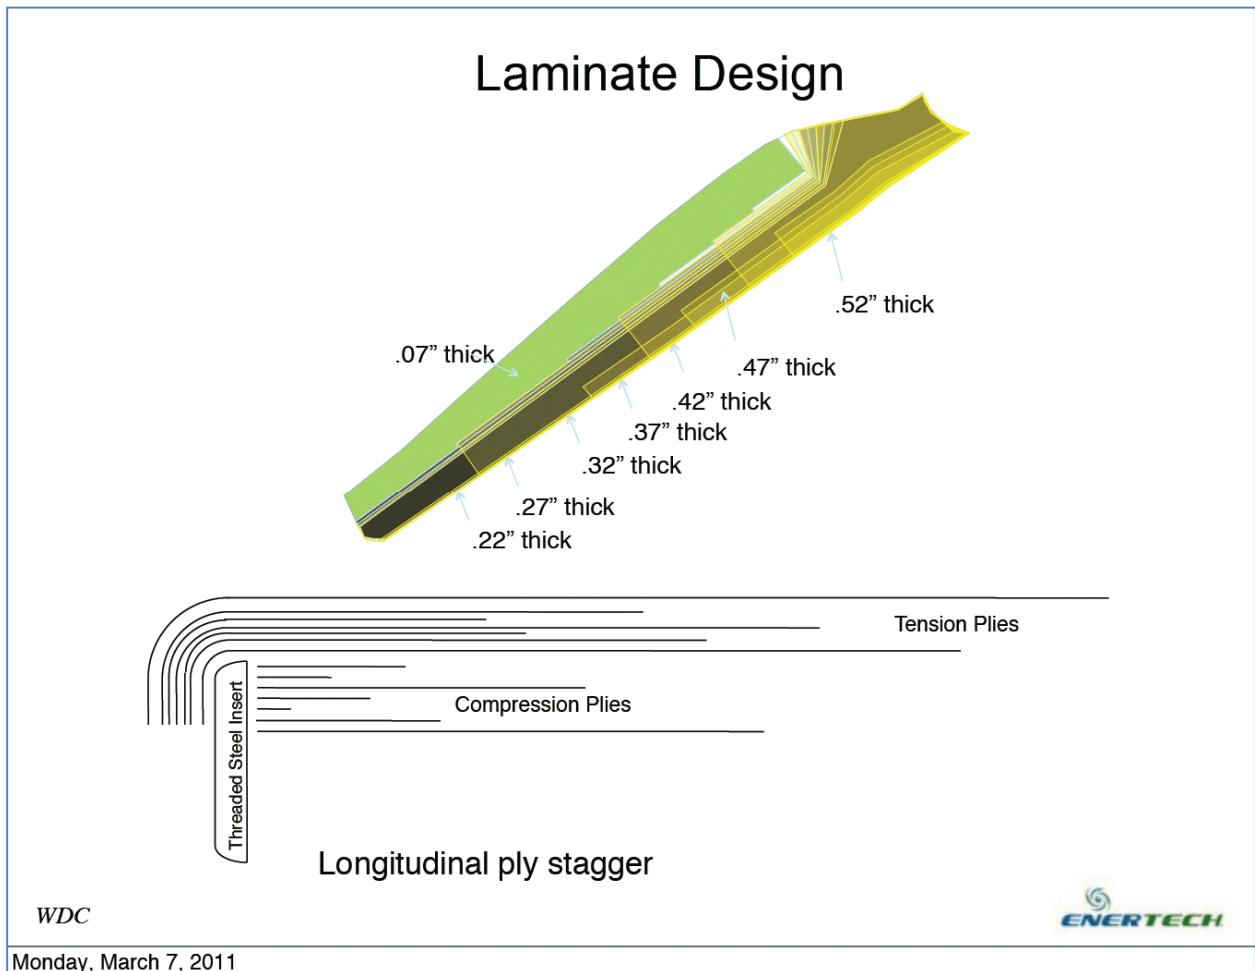 Laminate Design
.52” thick
.07” thick
.47” thick
.42” thick
.37” thick
.32” thick
.27” thick
.22” thick
Tension Plies
Compression Plies
Threaded Steel Insert
Longitudinal ply stagger
WDC
ENERTECH
Monday, March 7, 2011